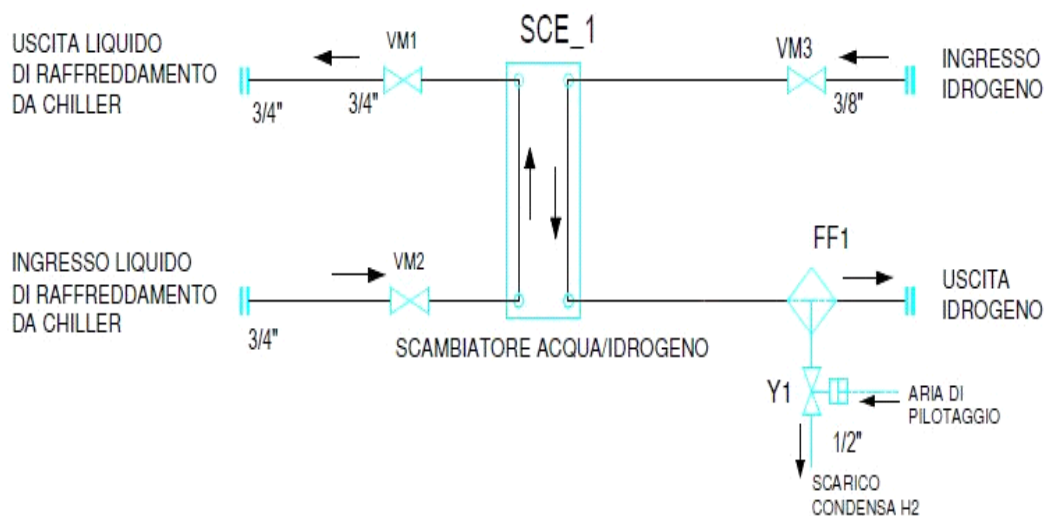 SCE_1
USCITA LIQUIDO
DI RAFFREDDAMENTO
DA CHILLER
VM1
3/4"
3/4"
VM3
3/8"
INGRESSO
IDROGENO
INGRESSO LIQUIDO
DI RAFFREDDAMENTO
DA CHILLER
VM2
3/4"
SCAMBIATORE ACQUA/IDROGENO
FF1
USCITA
IDROGENO
Y1
ARIA DI
PILOTAGGIO
1/2"
SCARICO
CONDENSA H2